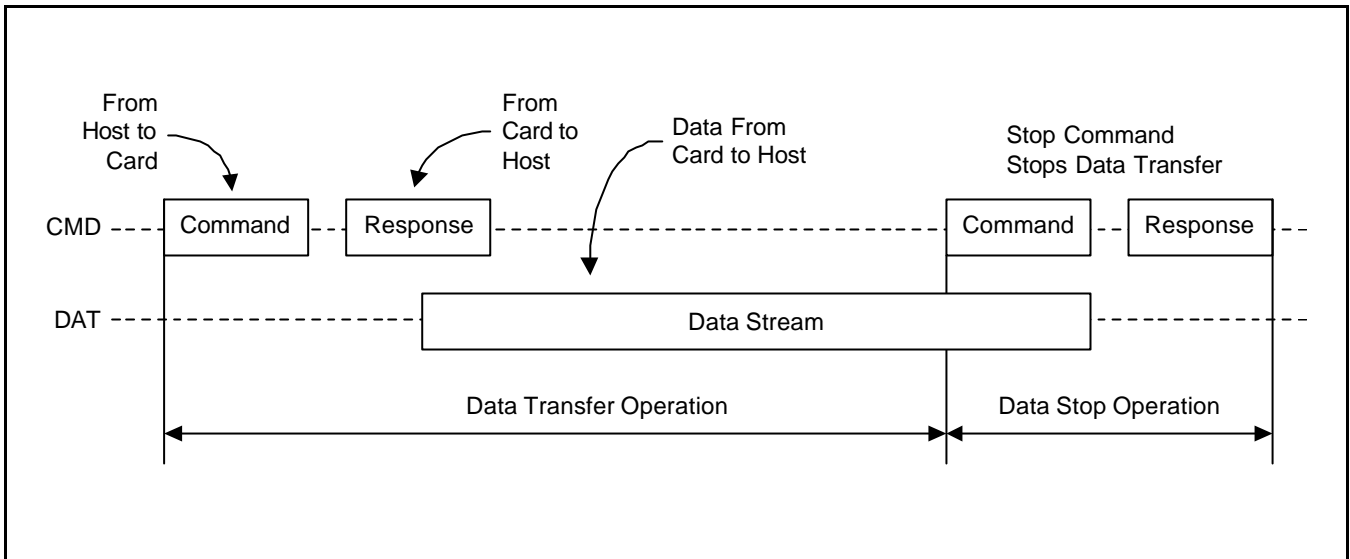 From
Host to
Card
From
Card to
Host
Data From
Card to Host
Stop Command
Stops Data Transfer
CMD
Command
Response
Command
Response
DAT
Data Stream
Data Transfer Operation
Data Stop Operation